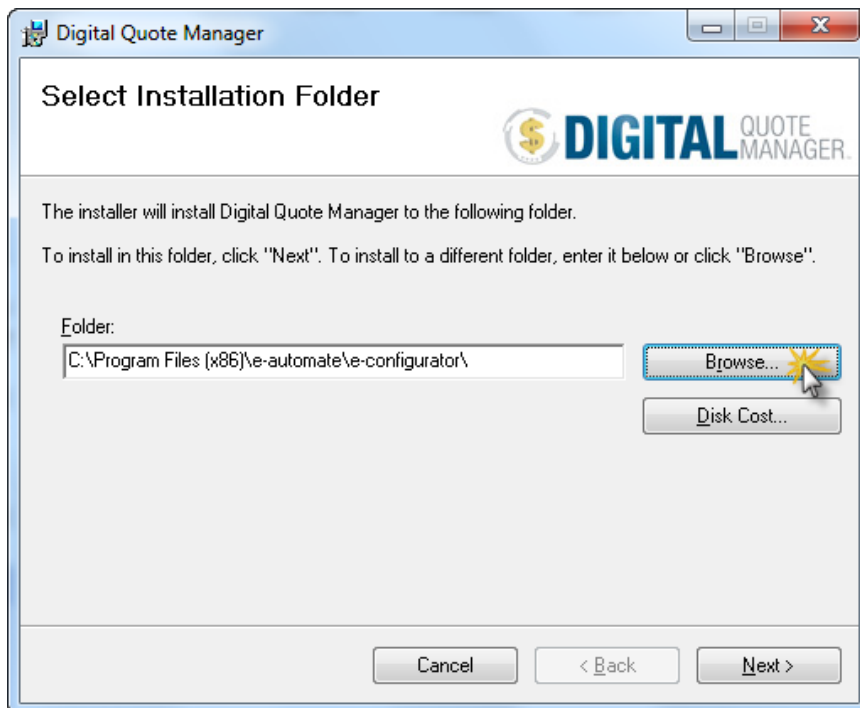 Digital Quote Manager
Select Installation Folder
$ DIGITAL QUOTE MANAGER.
The installer will install Digital Quote Manager to the following folder.
To install in this folder, click "Next". To install to a different folder, enter it below or click "Browse".
Folder:
C:\Program Files (x86)\e-automate\e-configurator\
Browse...
Disk Cost...
Cancel
< Back
Next >